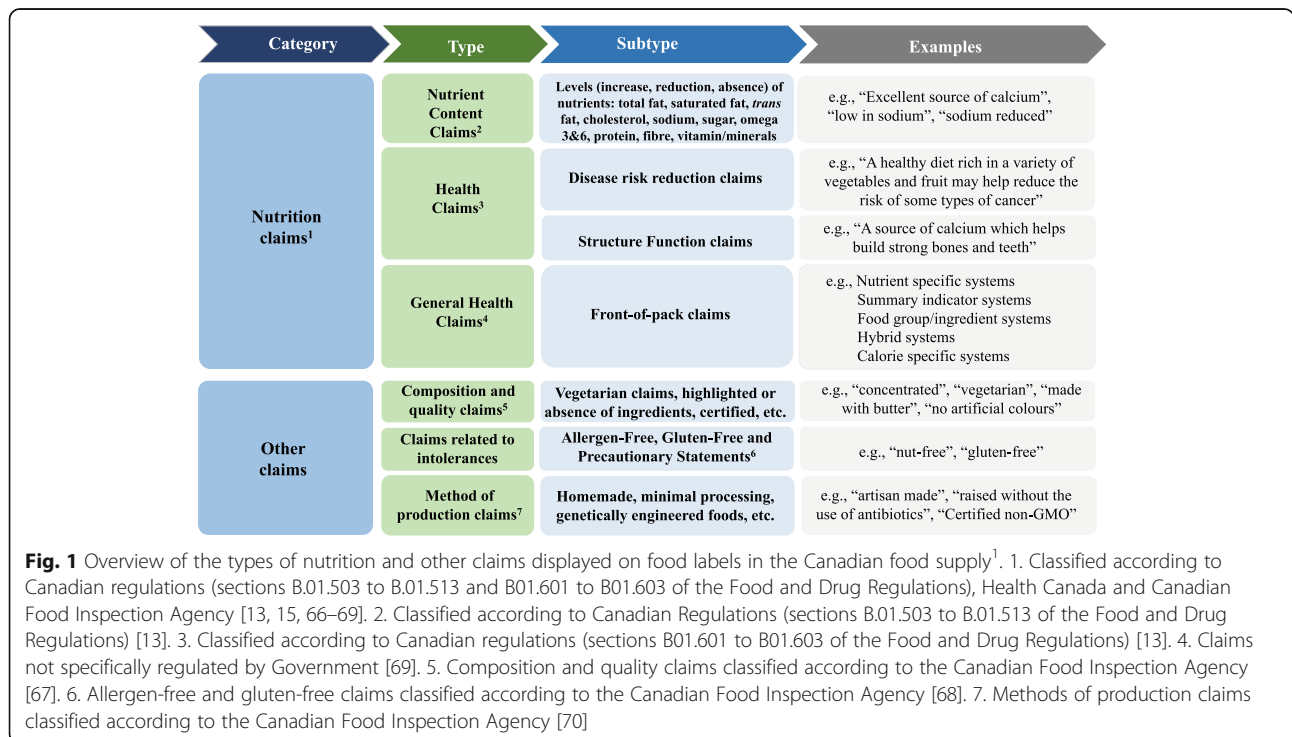 Category
Type
Subtype
Examples
Nutrition
claims1
Nutrient
Content
Claims2
Levels (increase, reduction, absence) of
nutrients: total fat, saturated fat, trans
fat, cholesterol, sodium, sugar, omega
3&6, protein, fibre, vitamin/minerals
e.g., “Excellent source of calcium”,
“low in sodium”, “sodium reduced”
Health
Claims3
Disease risk reduction claims
e.g., “A healthy diet rich in a variety of
vegetables and fruit may help reduce the
risk of some types of cancer”
Structure Function claims
e.g., “A source of calcium which helps
build strong bones and teeth”
General Health
Claims4
Front-of-pack claims
e.g., Nutrient specific systems
Summary indicator systems
Food group/ingredient systems
Hybrid systems
Calorie specific systems
Other
claims
Composition and
quality claims5
Vegetarian claims, highlighted or
absence of ingredients, certified, etc.
e.g., “concentrated”, “vegetarian”, “made
with butter”, “no artificial colours”
Claims related to
intolerances
Allergen-Free, Gluten-Free and
Precautionary Statements6
e.g., “nut-free”, “gluten-free”
Method of
production claims7
Homemade, minimal processing,
genetically engineered foods, etc.
e.g., “artisan made”, “raised without the
use of antibiotics”, “Certified non-GMO”
Fig. 1 Overview of the types of nutrition and other claims displayed on food labels in the Canadian food supply1. 1. Classified according to
Canadian regulations (sections B.01.503 to B.01.513 and B01.601 to B01.603 of the Food and Drug Regulations), Health Canada and Canadian
Food Inspection Agency [13, 15, 66–69]. 2. Classified according to Canadian Regulations (sections B.01.503 to B.01.513 of the Food and Drug
Regulations) [13]. 3. Classified according to Canadian regulations (sections B01.601 to B01.603 of the Food and Drug Regulations) [13]. 4. Claims
not specifically regulated by Government [69]. 5. Composition and quality claims classified according to the Canadian Food Inspection Agency
[67]. 6. Allergen-free and gluten-free claims classified according to the Canadian Food Inspection Agency [68]. 7. Methods of production claims
classified according to the Canadian Food Inspection Agency [70]